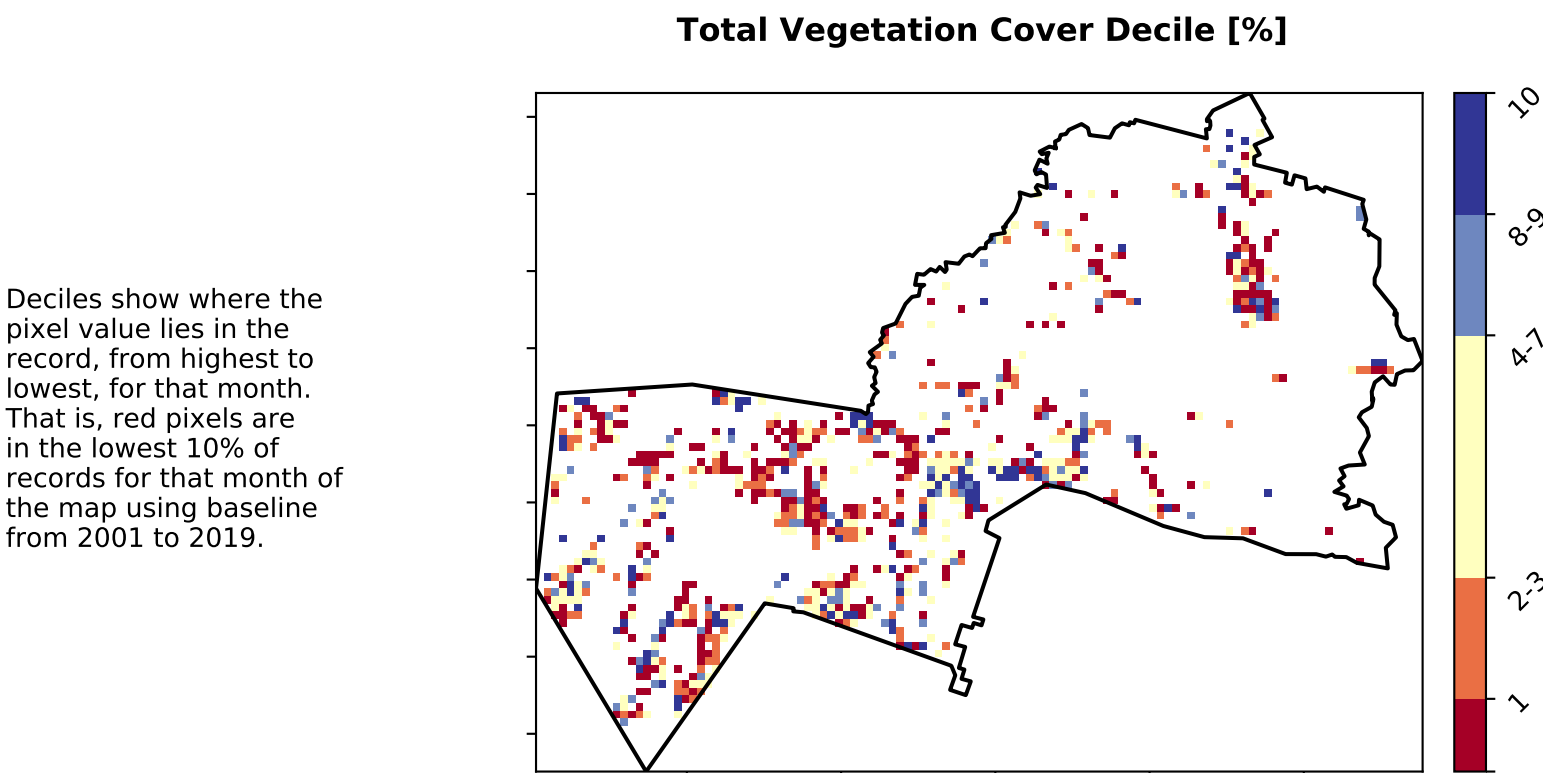 Total Vegetation Cover Decile [%]
Deciles show where the
pixel value lies in the
record, from highest to
lowest, for that month.
That is, red pixels are
in the lowest 10% of
records for that month of
the map using baseline
from 2001 to 2019.
10
8-9
4-7
2-3
1